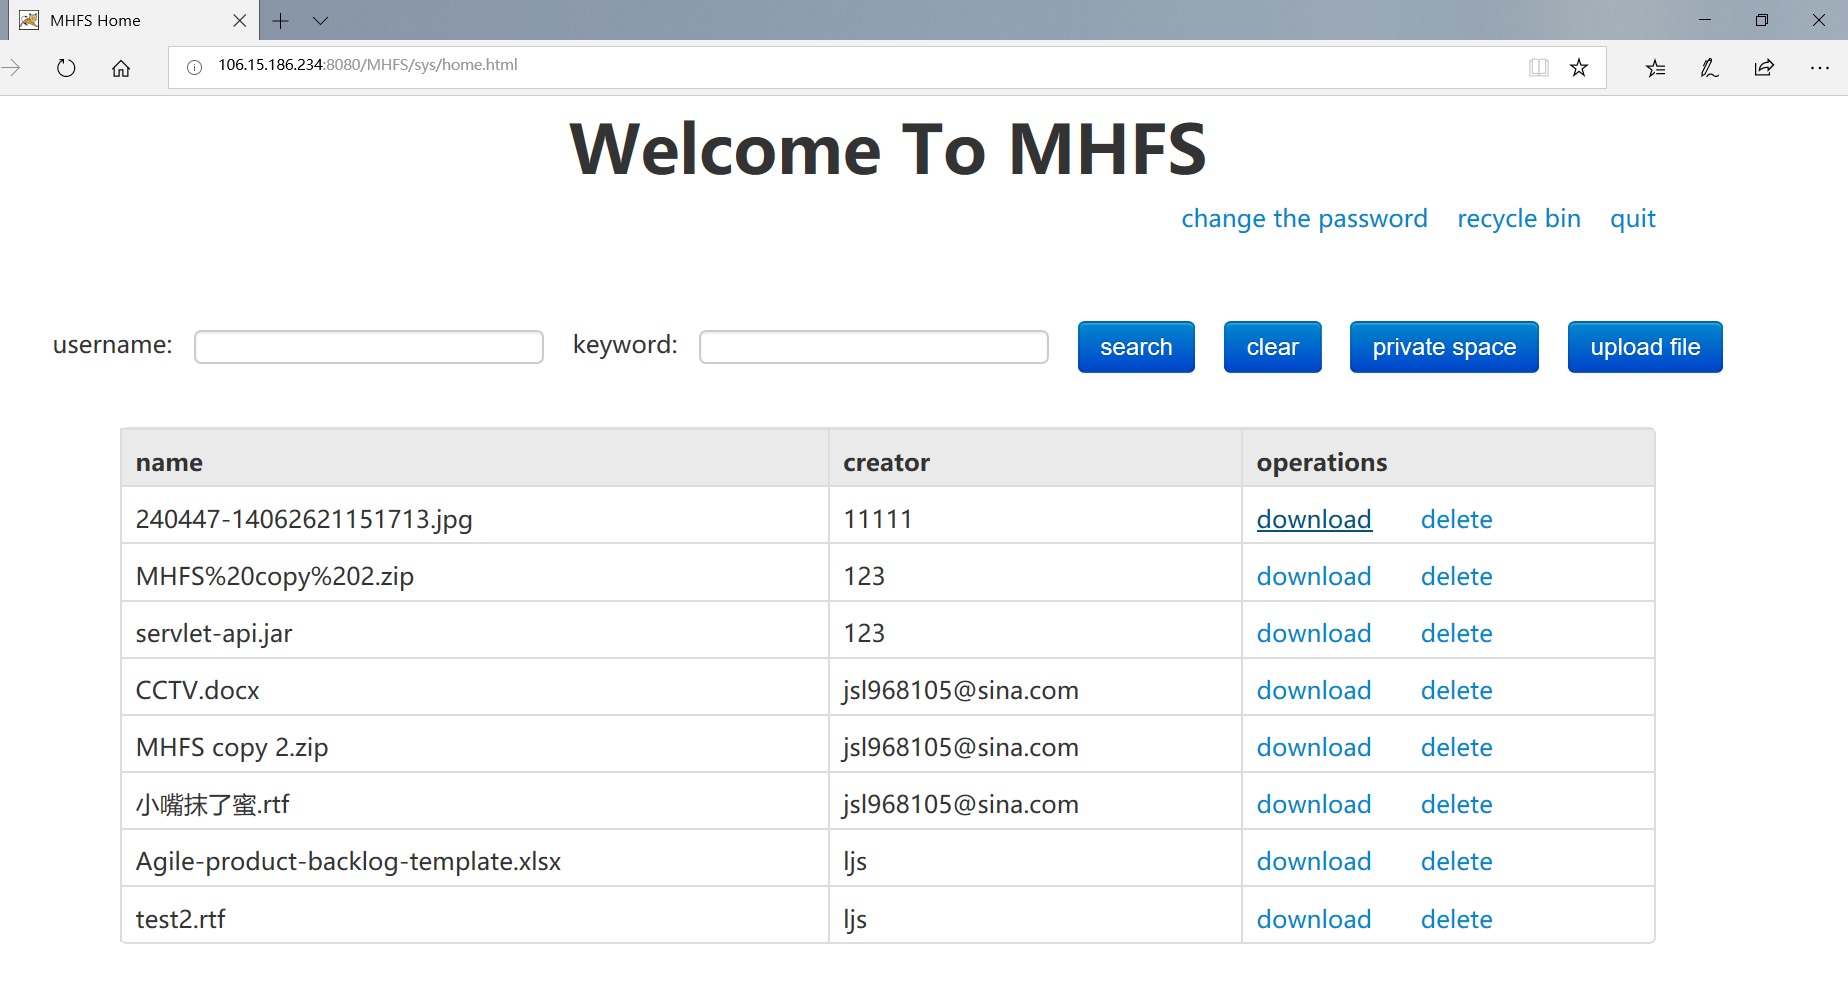 MHFS Home
106.15.186.234:8080/MHFS/sys/home.html
Welcome To MHFS
change the password recycle bin quit
username: keyword: search clear private space upload file
name creator operations
240447-14062621151713.jpg 11111 download delete
MHFS%20copy%202.zip 123 download delete
servlet-api.jar 123 download delete
CCTV.docx jsl968105@sina.com download delete
MHFS copy 2.zip jsl968105@sina.com download delete
小嘴抹了蜜.rtf jsl968105@sina.com download delete
Agile-product-backlog-template.xlsx ljs download delete
test2.rtf ljs download delete